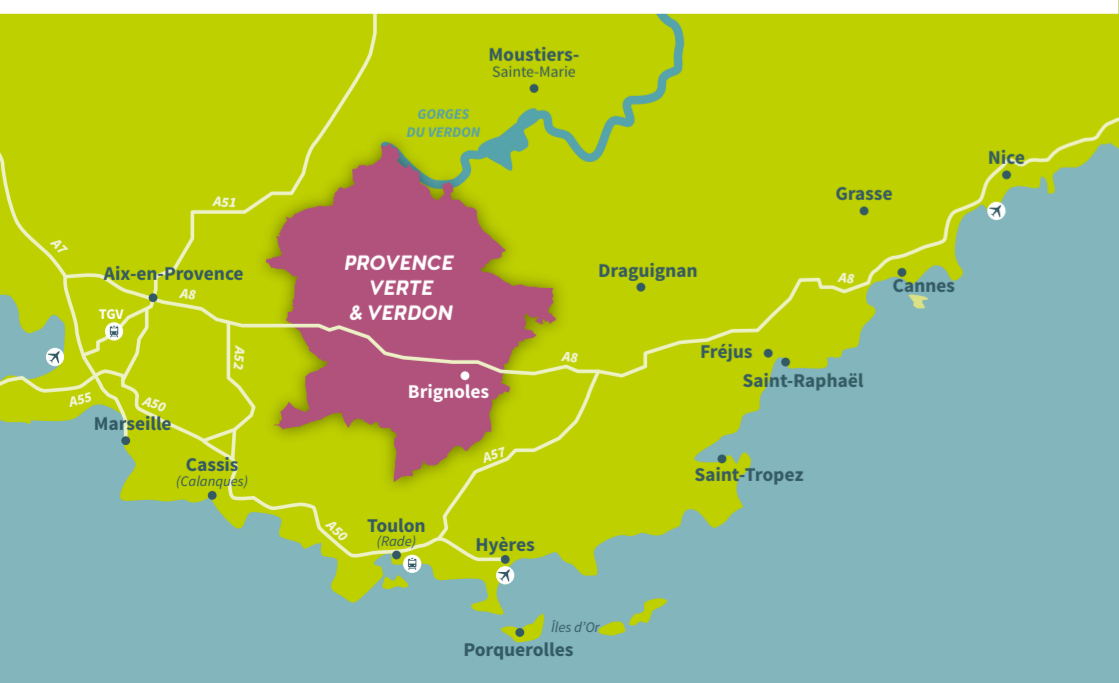 Moustiers-
Sainte-Marie
GORGES
DU VERDON
Nice
Grasse
A51
A7
PROVENCE
VERTE
& VERDON
Aix-en-Provence
Draguignan
A8
A8
Cannes
TGV
A52
Fréjus
A8
Saint-Raphaël
Brignoles
A55
A50
Marseille
A57
Cassis
(Calanques)
Saint-Tropez
A50
Toulon
(Rade)
Hyères
Îles d'Or
Porquerolles